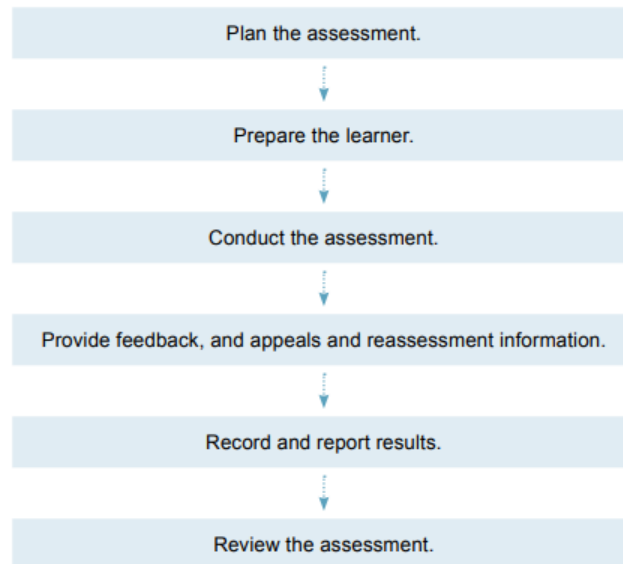 Plan the assessment.
Prepare the learner.
Conduct the assessment.
Provide feedback, and appeals and reassessment information.
Record and report results.
Review the assessment.